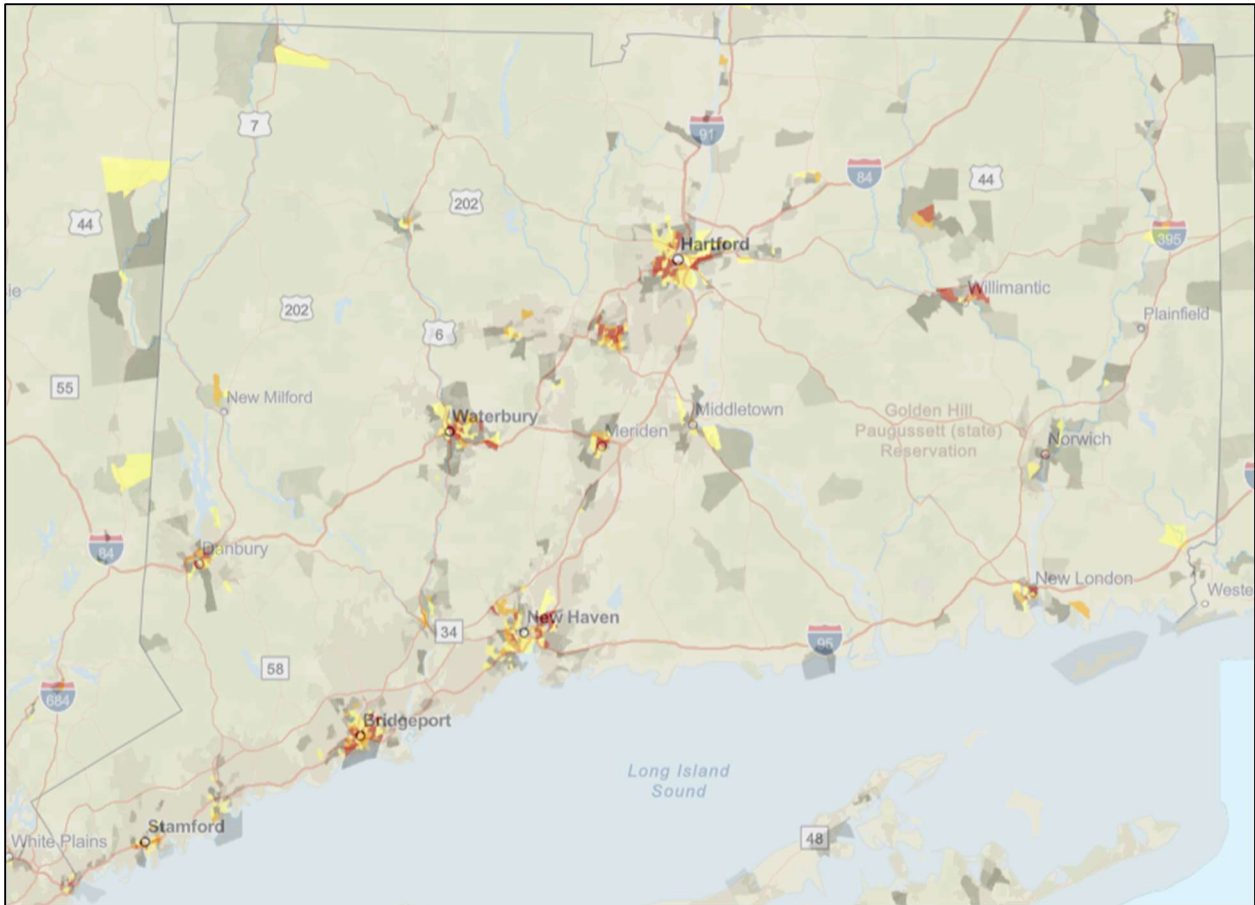 7
91
84
44
202
44
395
Hartford
ie
202
Willimantic
6
Plainfield
55
New Milford
Waterbury
Middletown
Meriden
Golden Hill
Paugussett (state)
Reservation
Norwich
84
Danbury
New London
Weste
34
New Haven
95
58
684
Bridgeport
Long Island
Sound
Stamford
White Plains
48